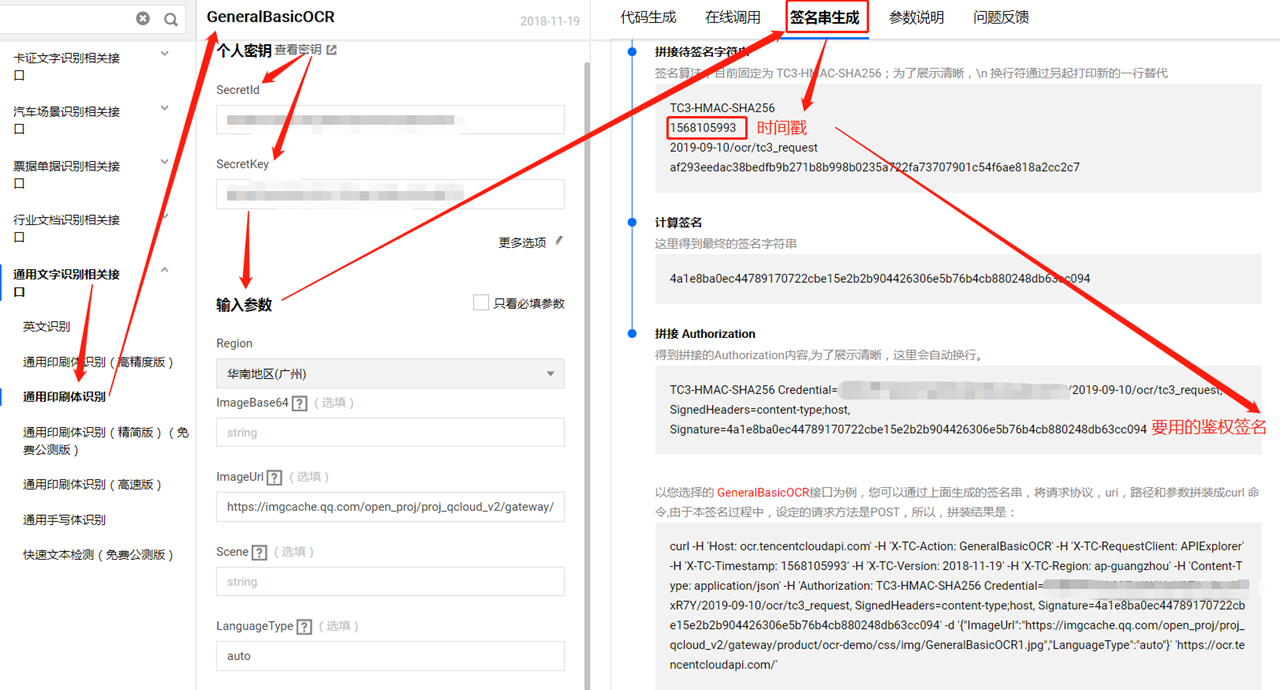 卡证文字识别相关接
口
汽车场景识别相关接
口
票据单据识别相关接
口
行业文档识别相关接
口
通用文字识别相关接
口
英文识别
通用印刷体识别（高精度版）
通用印刷体识别
通用印刷体识别（精简版）（免
费公测版）
通用印刷体识别（高速版）
通用手写体识别
快速文本检测（免费公测版）
GeneralBasicOCR
2018-11-19
个人密钥 查看密钥
SecretId
SecretKey
更多选项
输入参数
只看必填参数
Region
华南地区(广州)
ImageBase64 ?（选填）
string
ImageUrl ?（选填）
https://imgcache.qq.com/open_proj/proj_qcloud_v2/gateway/
Scene ?（选填）
string
LanguageType ?（选填）
auto
代码生成 在线调用 签名串生成 参数说明 问题反馈
拼接待签名字符串
签名算法，目前固定为 TC3-HMAC-SHA256；为了展示清晰，\n 换行符通过另起打印新的一行替代
TC3-HMAC-SHA256
1568105993 时间戳
2019-09-10/ocr/tc3_request
af293eedac38bedfb9b271b8b998b0235a722fa73707901c54f6ae818a2cc2c7
计算签名
这里得到最终的签名字符串
4a1e8ba0ec44789170722cbe15e2b2b904426306e5b76b4cb880248db63cc094
拼接 Authorization
得到拼接的Authorization内容,为了展示清晰，这里会自动换行。
TC3-HMAC-SHA256 Credential= /2019-09-10/ocr/tc3_request,
SignedHeaders=content-type;host,
Signature=4a1e8ba0ec44789170722cbe15e2b2b904426306e5b76b4cb880248db63cc094 要用的鉴权签名
以您选择的 GeneralBasicOCR接口为例，您可以通过上面生成的签名串，将请求协议，uri，路径和参数拼装成curl 命
令,由于本签名过程中，设定的请求方法是POST，所以，拼装结果是：
curl -H 'Host: ocr.tencentcloudapi.com' -H 'X-TC-Action: GeneralBasicOCR' -H 'X-TC-RequestClient: APIExplorer'
-H 'X-TC-Timestamp: 1568105993' -H 'X-TC-Version: 2018-11-19' -H 'X-TC-Region: ap-guangzhou' -H 'Content-T
ype: application/json' -H 'Authorization: TC3-HMAC-SHA256 Credential=
xR7Y/2019-09-10/ocr/tc3_request, SignedHeaders=content-type;host, Signature=4a1e8ba0ec44789170722cb
e15e2b2b904426306e5b76b4cb880248db63cc094' -d '{"ImageUrl":"https://imgcache.qq.com/open_proj/proj_
qcloud_v2/gateway/product/ocr-demo/css/img/GeneralBasicOCR1.jpg","LanguageType":"auto"}' 'https://ocr.te
ncentcloudapi.com/'